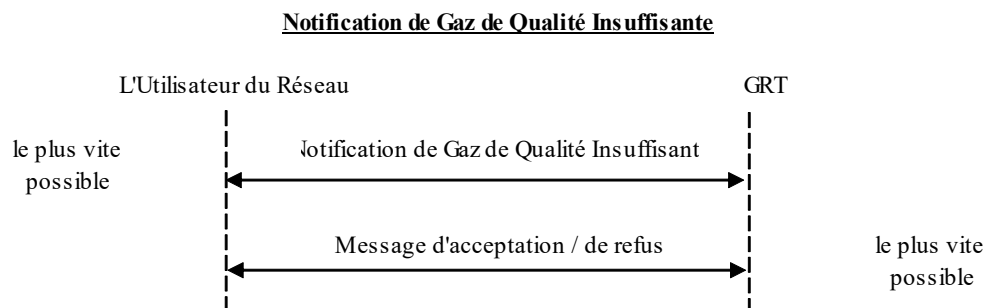 Notification de Gaz de Qualité Insuffisante
L'Utilisateur du Réseau GRT
le plus vite possible
Notification de Gaz de Qualité Insuffisant
Message d'acceptation / de refus
le plus vite possible